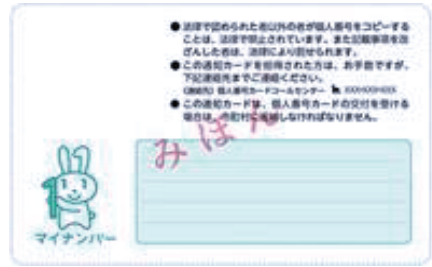 ● 法律で認められた者以外の者が個人番号をコピーする
ことは、法律で禁止されています。また記載事項を改
ざんした者は、法律により罰せられます。
● この通知カードを拾得された方は、お手数ですが、
下記連絡先までご連絡ください。
(連絡先) 個人番号カードコールセンター
● この通知カードは、個人番号カードの交付を受ける
場合は、市町村に返納しなければなりません。
みほん
マイナンバー